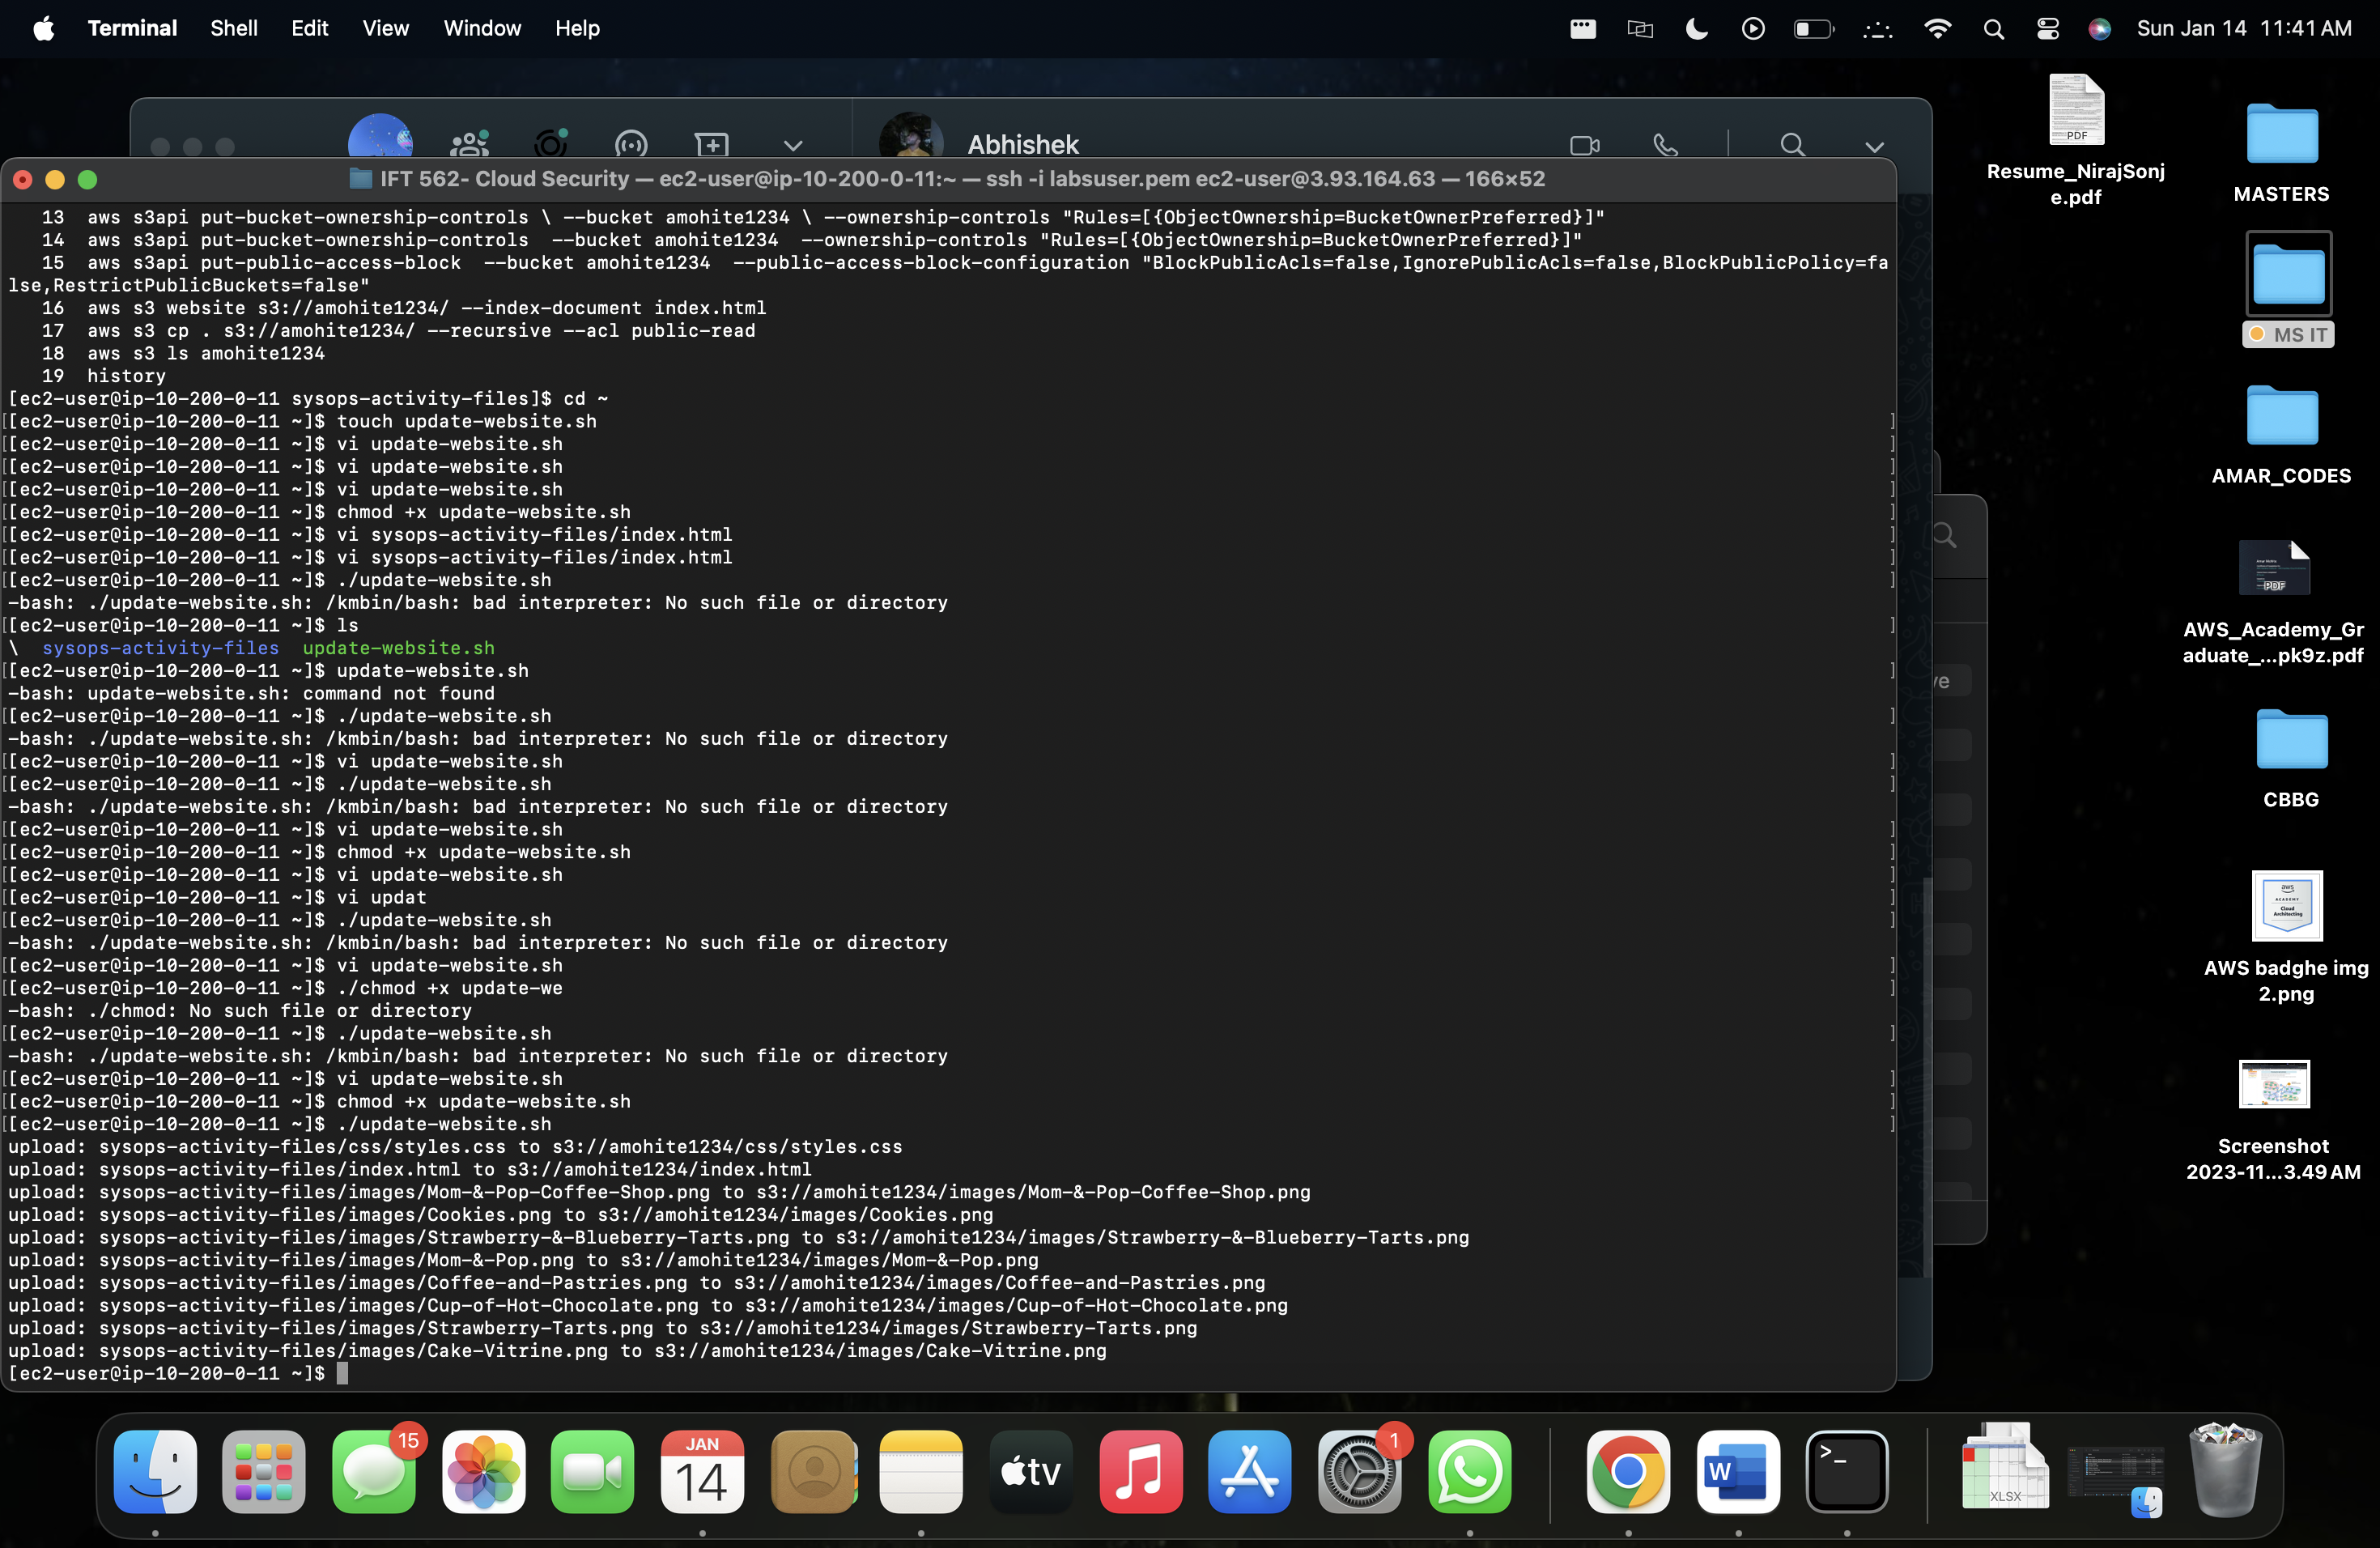 Terminal Shell Edit View Window Help Sun Jan 14 11:41 AM
Abhishek
IFT 562- Cloud Security — ec2-user@ip-10-200-0-11:~ — ssh -i labsuser.pem ec2-user@3.93.164.63 — 166×52
13 aws s3api put-bucket-ownership-controls \ --bucket amohite1234 \ --ownership-controls "Rules=[{ObjectOwnership=BucketOwnerPreferred}]"
14 aws s3api put-bucket-ownership-controls --bucket amohite1234 --ownership-controls "Rules=[{ObjectOwnership=BucketOwnerPreferred}]"
15 aws s3api put-public-access-block --bucket amohite1234 --public-access-block-configuration "BlockPublicAcls=false,IgnorePublicAcls=false,BlockPublicPolicy=fa
lse,RestrictPublicBuckets=false"
16 aws s3 website s3://amohite1234/ --index-document index.html
17 aws s3 cp . s3://amohite1234/ --recursive --acl public-read
18 aws s3 ls amohite1234
19 history
[ec2-user@ip-10-200-0-11 sysops-activity-files]$ cd ~
[[ec2-user@ip-10-200-0-11 ~]$ touch update-website.sh ]
[[ec2-user@ip-10-200-0-11 ~]$ vi update-website.sh ]
[[ec2-user@ip-10-200-0-11 ~]$ vi update-website.sh ]
[[ec2-user@ip-10-200-0-11 ~]$ vi update-website.sh ]
[[ec2-user@ip-10-200-0-11 ~]$ chmod +x update-website.sh ]
[[ec2-user@ip-10-200-0-11 ~]$ vi sysops-activity-files/index.html ]
[[ec2-user@ip-10-200-0-11 ~]$ vi sysops-activity-files/index.html ]
[[ec2-user@ip-10-200-0-11 ~]$ ./update-website.sh ]
-bash: ./update-website.sh: /kmbin/bash: bad interpreter: No such file or directory
[[ec2-user@ip-10-200-0-11 ~]$ ls ]
\ sysops-activity-files update-website.sh
[[ec2-user@ip-10-200-0-11 ~]$ update-website.sh ]
-bash: update-website.sh: command not found
[[ec2-user@ip-10-200-0-11 ~]$ ./update-website.sh ]
-bash: ./update-website.sh: /kmbin/bash: bad interpreter: No such file or directory
[[ec2-user@ip-10-200-0-11 ~]$ vi update-website.sh ]
[[ec2-user@ip-10-200-0-11 ~]$ ./update-website.sh ]
-bash: ./update-website.sh: /kmbin/bash: bad interpreter: No such file or directory
[[ec2-user@ip-10-200-0-11 ~]$ vi update-website.sh ]
[[ec2-user@ip-10-200-0-11 ~]$ chmod +x update-website.sh ]
[[ec2-user@ip-10-200-0-11 ~]$ vi update-website.sh ]
[[ec2-user@ip-10-200-0-11 ~]$ vi updat ]
[[ec2-user@ip-10-200-0-11 ~]$ ./update-website.sh ]
-bash: ./update-website.sh: /kmbin/bash: bad interpreter: No such file or directory
[[ec2-user@ip-10-200-0-11 ~]$ vi update-website.sh ]
[[ec2-user@ip-10-200-0-11 ~]$ ./chmod +x update-we ]
-bash: ./chmod: No such file or directory
[[ec2-user@ip-10-200-0-11 ~]$ ./update-website.sh ]
-bash: ./update-website.sh: /kmbin/bash: bad interpreter: No such file or directory
[[ec2-user@ip-10-200-0-11 ~]$ vi update-website.sh ]
[[ec2-user@ip-10-200-0-11 ~]$ chmod +x update-website.sh ]
[[ec2-user@ip-10-200-0-11 ~]$ ./update-website.sh ]
upload: sysops-activity-files/css/styles.css to s3://amohite1234/css/styles.css
upload: sysops-activity-files/index.html to s3://amohite1234/index.html
upload: sysops-activity-files/images/Mom-&-Pop-Coffee-Shop.png to s3://amohite1234/images/Mom-&-Pop-Coffee-Shop.png
upload: sysops-activity-files/images/Cookies.png to s3://amohite1234/images/Cookies.png
upload: sysops-activity-files/images/Strawberry-&-Blueberry-Tarts.png to s3://amohite1234/images/Strawberry-&-Blueberry-Tarts.png
upload: sysops-activity-files/images/Mom-&-Pop.png to s3://amohite1234/images/Mom-&-Pop.png
upload: sysops-activity-files/images/Coffee-and-Pastries.png to s3://amohite1234/images/Coffee-and-Pastries.png
upload: sysops-activity-files/images/Cup-of-Hot-Chocolate.png to s3://amohite1234/images/Cup-of-Hot-Chocolate.png
upload: sysops-activity-files/images/Strawberry-Tarts.png to s3://amohite1234/images/Strawberry-Tarts.png
upload: sysops-activity-files/images/Cake-Vitrine.png to s3://amohite1234/images/Cake-Vitrine.png
[ec2-user@ip-10-200-0-11 ~]$
ve
PDF
Resume_NirajSonj
e.pdf
MASTERS
MS IT
AMAR_CODES
PDF
AWS_Academy_Gr
aduate_...pk9z.pdf
CBBG
aws
ACADEMY
Cloud
Architecting
AWS badghe img
2.png
Screenshot
2023-11...3.49 AM
15
JAN
14
tv
1
W
>_
XLSX